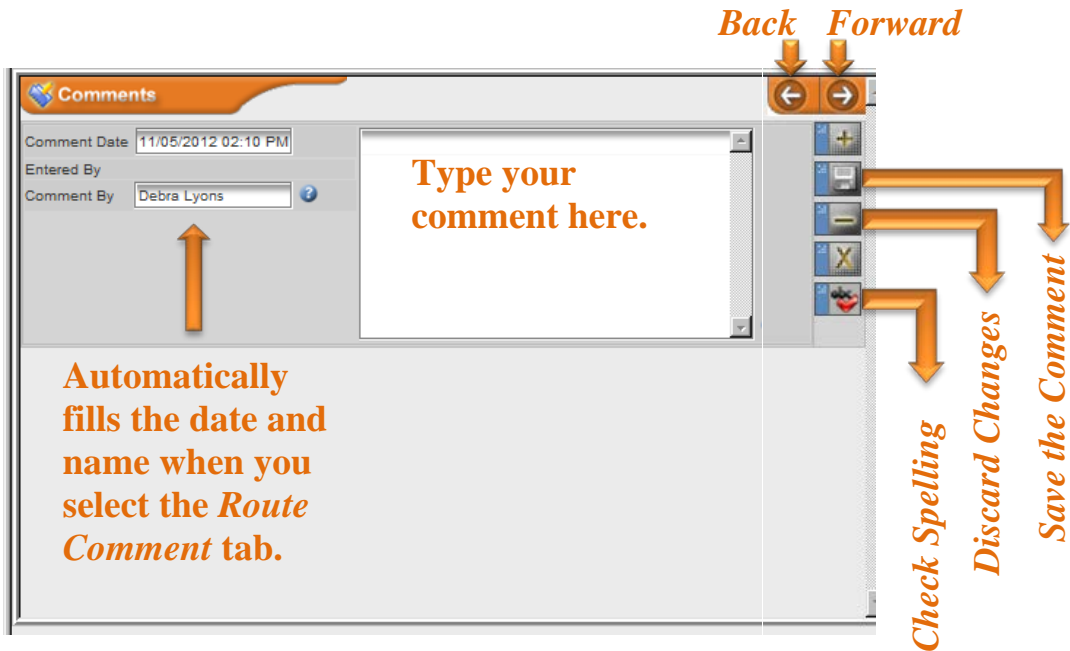 Back Forward
Comments
Comment Date 11/05/2012 02:10 PM
Entered By
Comment By Debra Lyons
Type your
comment here.
abc
Automatically
fills the date and
name when you
select the Route
Comment tab.
Check Spelling
Discard Changes
Save the Comment